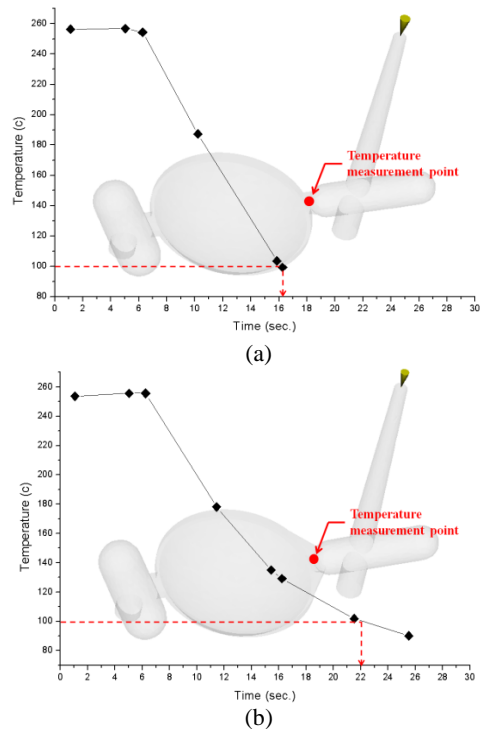 260
240
220
200
180
160
140
120
100
80
Temperature (c)
Temperature
measurement point
0 2 4 6 8 10 12 14 16 18 20 22 24 26 28 30
Time (sec.)
(a)
260
240
220
200
180
160
140
120
100
80
Temperature (c)
Temperature
measurement point
0 2 4 6 8 10 12 14 16 18 20 22 24 26 28 30
Time (sec.)
(b)